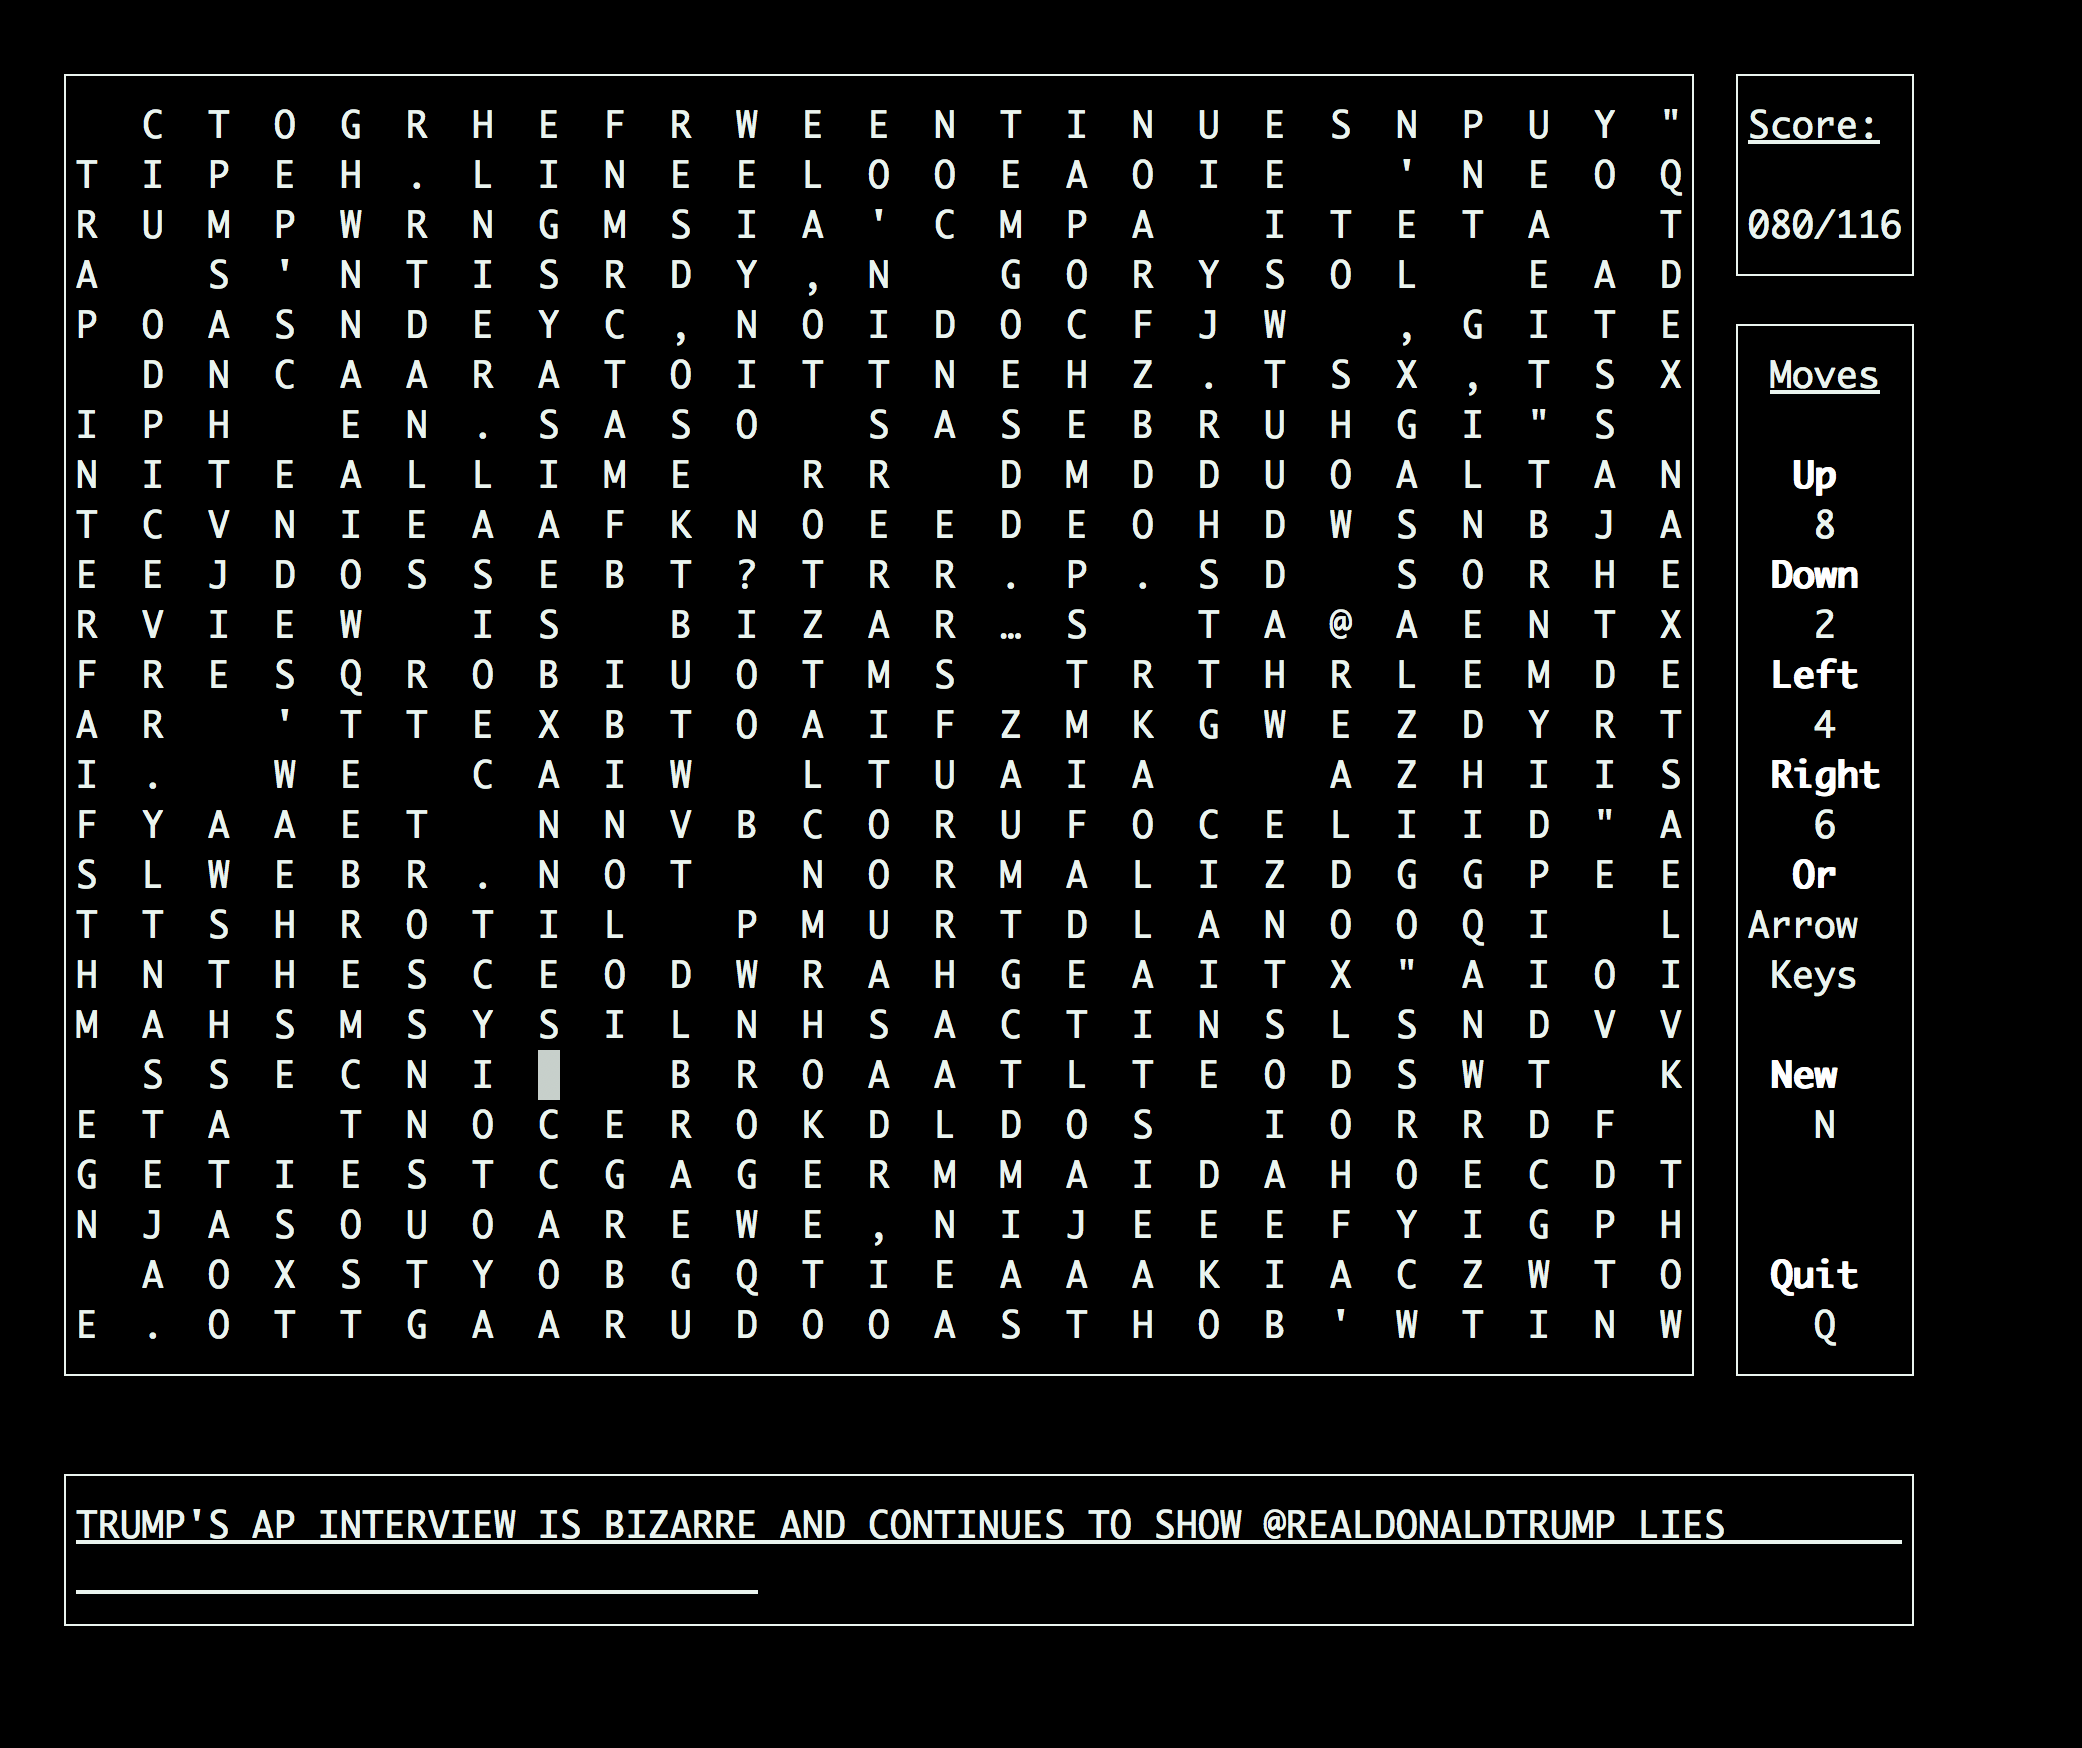 C T O G R H E F R W E E N T I N U E S N P U Y "
T I P E H . L I N E E L O O E A O I E   ' N E O Q
R U M P W R N G M S I A ' C M P A   I T E T A   T
A   S ' N T I S R D Y , N   G O R Y S O L   E A D
P O A S N D E Y C , N O I D O C F J W   , G I T E
  D N C A A R A T O I T T N E H Z . T S X , T S X
I P H   E N . S A S O   S A S E B R U H G I " S
N I T E A L L I M E   R R   D M D D U O A L T A N
T C V N I E A A F K N O E E D E O H D W S N B J A
E E J D O S S E B T ? T R R . P . S D   S O R H E
R V I E W   I S   B I Z A R … S   T A @ A E N T X
F R E S Q R O B I U O T M S   T R T H R L E M D E
A R   ' T T E X B T O A I F Z M K G W E Z D Y R T
I .   W E   C A I W   L T U A I A     A Z H I I S
F Y A A E T   N N V B C O R U F O C E L I I D " A
S L W E B R . N O T   N O R M A L I Z D G G P E E
T T S H R O T I L   P M U R T D L A N O O Q I   L
H N T H E S C E O D W R A H G E A I T X " A I O I
M A H S M S Y S I L N H S A C T I N S L S N D V V
  S S E C N I     B R O A A T L T E O D S W T   K
E T A   T N O C E R O K D L D O S   I O R R D F
G E T I E S T C G A G E R M M A I D A H O E C D T
N J A S O U O A R E W E , N I J E E E F Y I G P H
  A O X S T Y O B G Q T I E A A A K I A C Z W T O
E . O T T G A A R U D O O A S T H O B ' W T I N W
Score:
080/116
Moves
Up
8
Down
2
Left
4
Right
6
Or
Arrow
Keys
New
N
Quit
Q
TRUMP'S AP INTERVIEW IS BIZARRE AND CONTINUES TO SHOW @REALDONALDTRUMP LIES